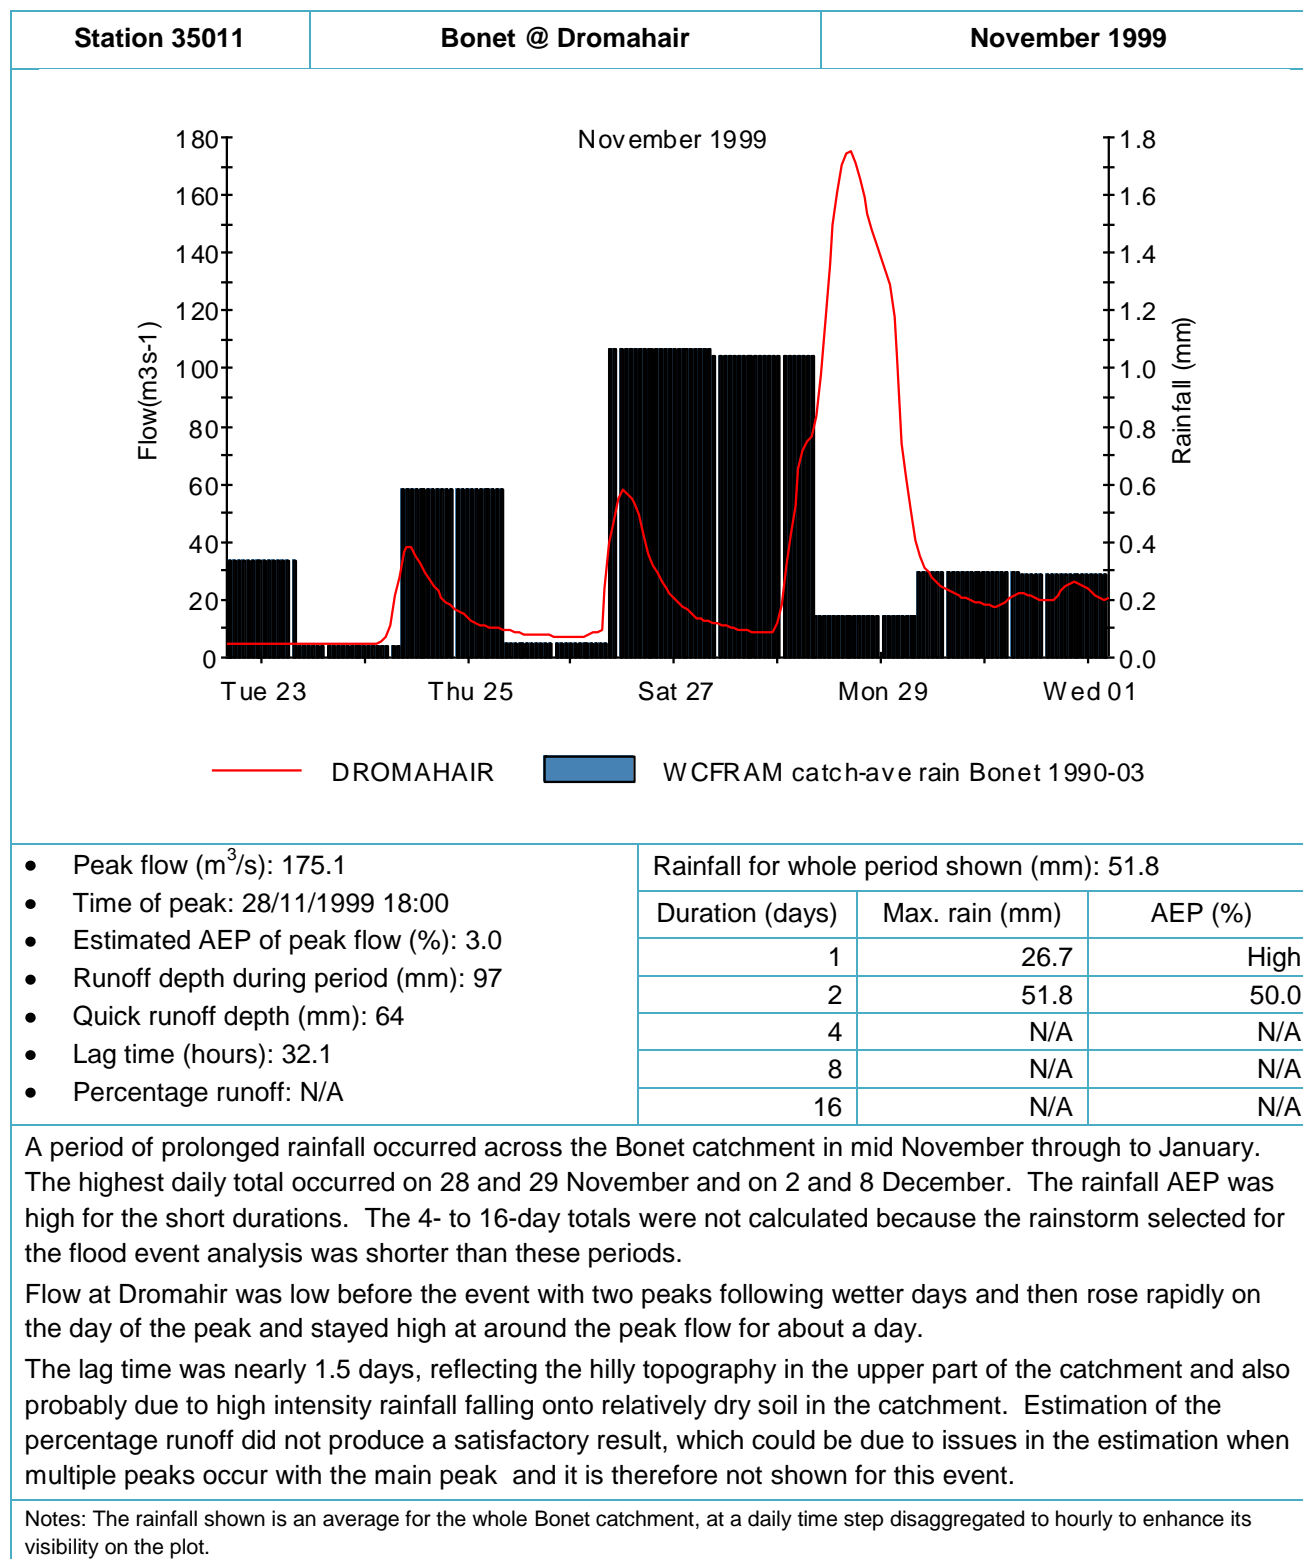 Station 35011 Bonet @ Dromahair November 1999
November 1999
180 1.8
160 1.6
140 1.4
120 1.2
100 1.0
80 0.8
60 0.6
40 0.4
20 0.2
0 0.0
Flow(m3s-1)
Rainfall (mm)
Tue 23 Thu 25 Sat 27 Mon 29 Wed 01
DROMAHAIR WCFRAM catch-ave rain Bonet 1990-03
• Peak flow (m³/s): 175.1
• Time of peak: 28/11/1999 18:00
• Estimated AEP of peak flow (%): 3.0
• Runoff depth during period (mm): 97
• Quick runoff depth (mm): 64
• Lag time (hours): 32.1
• Percentage runoff: N/A
Rainfall for whole period shown (mm): 51.8
Duration (days) Max. rain (mm) AEP (%)
1 26.7 High
2 51.8 50.0
4 N/A N/A
8 N/A N/A
16 N/A N/A
A period of prolonged rainfall occurred across the Bonet catchment in mid November through to January.
The highest daily total occurred on 28 and 29 November and on 2 and 8 December. The rainfall AEP was
high for the short durations. The 4- to 16-day totals were not calculated because the rainstorm selected for
the flood event analysis was shorter than these periods.
Flow at Dromahir was low before the event with two peaks following wetter days and then rose rapidly on
the day of the peak and stayed high at around the peak flow for about a day.
The lag time was nearly 1.5 days, reflecting the hilly topography in the upper part of the catchment and also
probably due to high intensity rainfall falling onto relatively dry soil in the catchment. Estimation of the
percentage runoff did not produce a satisfactory result, which could be due to issues in the estimation when
multiple peaks occur with the main peak and it is therefore not shown for this event.
Notes: The rainfall shown is an average for the whole Bonet catchment, at a daily time step disaggregated to hourly to enhance its
visibility on the plot.